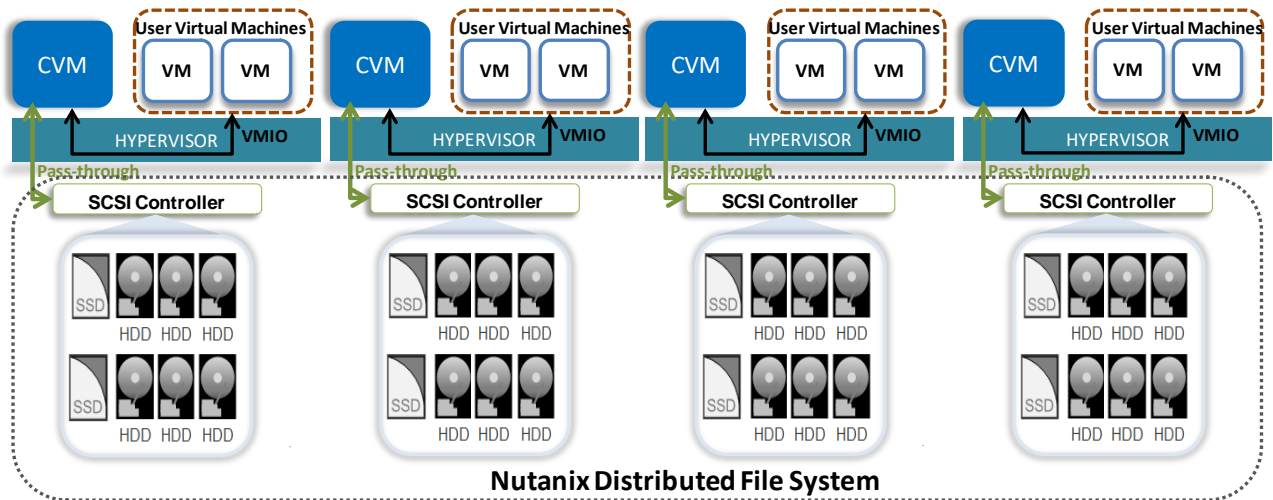 User Virtual Machines
CVM
VM
VM
HYPERVISOR
VMIO
Pass-through
SCSI Controller
SSD
HDD HDD HDD
SSD
HDD HDD HDD
User Virtual Machines
CVM
VM
VM
HYPERVISOR
VMIO
Pass-through
SCSI Controller
SSD
HDD HDD HDD
SSD
HDD HDD HDD
User Virtual Machines
CVM
VM
VM
HYPERVISOR
VMIO
Pass-through
SCSI Controller
SSD
HDD HDD HDD
SSD
HDD HDD HDD
User Virtual Machines
CVM
VM
VM
HYPERVISOR
VMIO
Pass-through
SCSI Controller
SSD
HDD HDD HDD
SSD
HDD HDD HDD
Nutanix Distributed File System